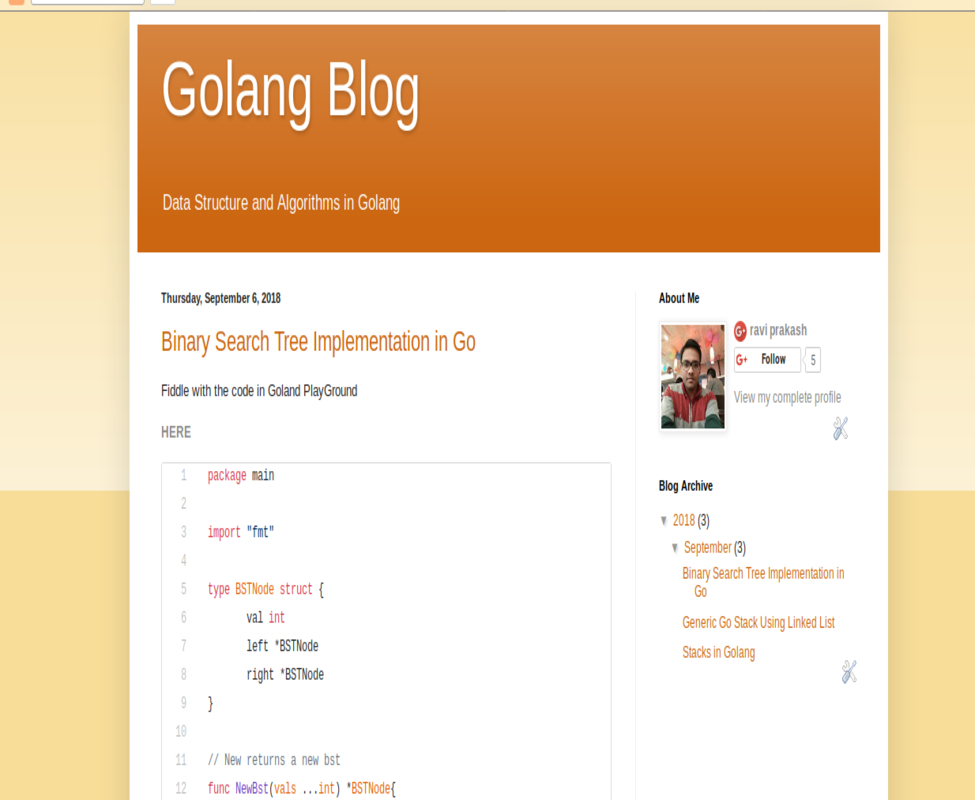 Golang Blog
Data Structure and Algorithms in Golang
Thursday, September 6, 2018
Binary Search Tree Implementation in Go
Fiddle with the code in Goland PlayGround
HERE
1 package main
2
3 import "fmt"
4
5 type BSTNode struct {
6 val int
7 left *BSTNode
8 right *BSTNode
9 }
10
11 // New returns a new bst
12 func NewBst(vals ...int) *BSTNode{
About Me
G+ ravi prakash
G+ Follow 5
View my complete profile
Blog Archive
▼ 2018 (3)
▼ September (3)
Binary Search Tree Implementation in
Go
Generic Go Stack Using Linked List
Stacks in Golang